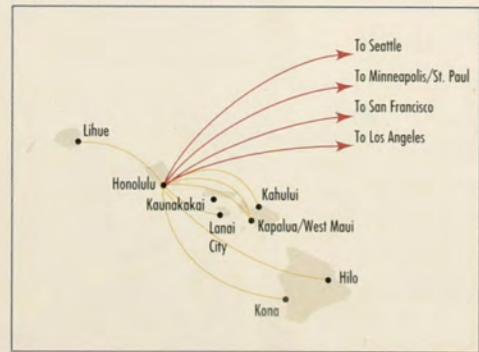 To Seattle
To Minneapolis/St. Paul
To San Francisco
To Los Angeles
Lihue
Honolulu
Kaunakakai
Kahului
Lanai
City
Kapalua/West Maui
Hilo
Kona